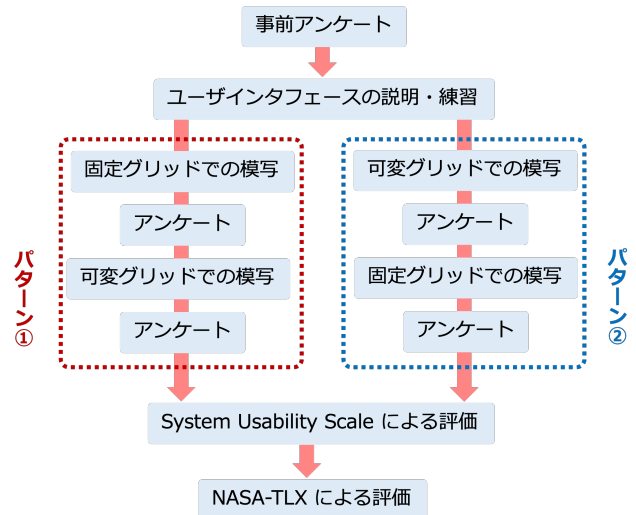 事前アンケート
ユーザインタフェースの説明・練習
パターン①
固定グリッドでの模写
アンケート
可変グリッドでの模写
アンケート
可変グリッドでの模写
アンケート
固定グリッドでの模写
アンケート
パターン②
System Usability Scale による評価
NASA-TLX による評価